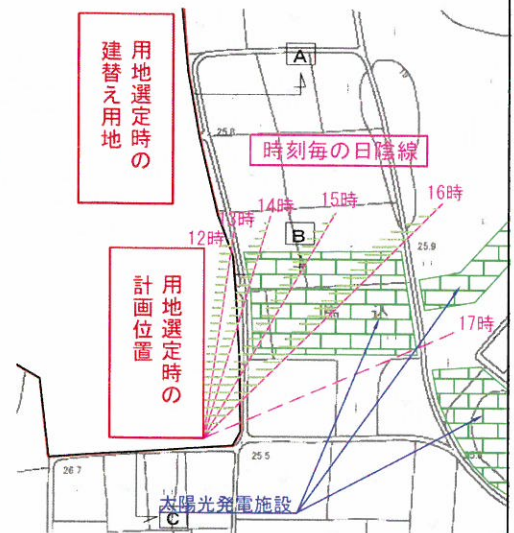 用地選定時の
建替え用地
A
25.8
時刻毎の日陰線
12時
13時
14時
15時
16時
B
25.9
用地選定時の
計画位置
17時
26.7
25.5
太陽光発電施設
C